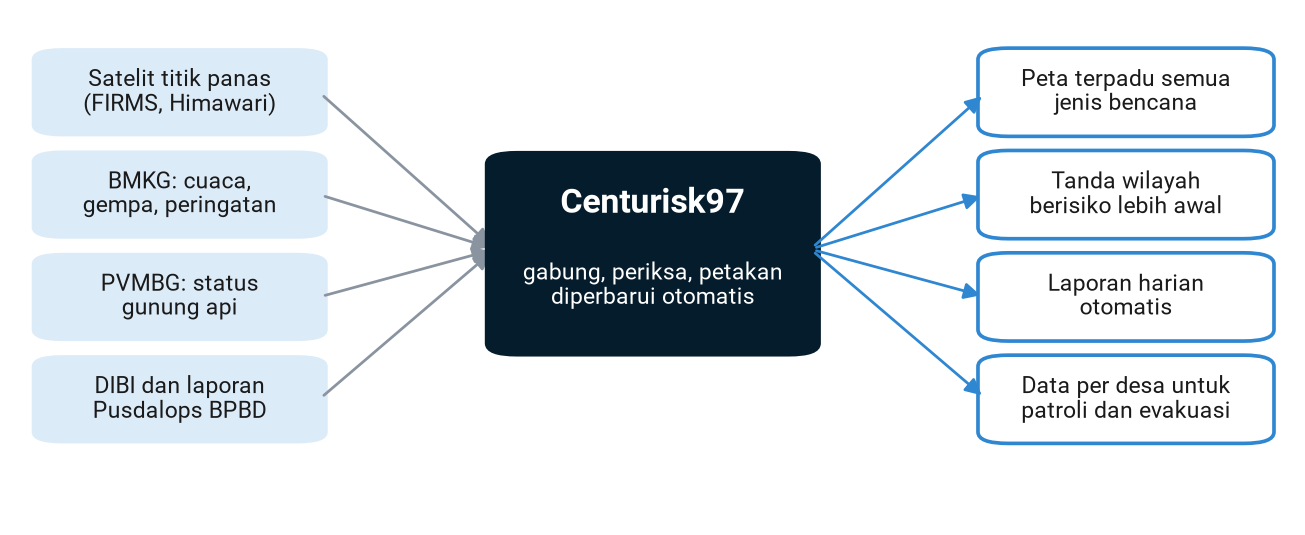 Satelit titik panas
(FIRMS, Himawari)
BMKG: cuaca,
gempa, peringatan
PVMBG: status
gunung api
DIBI dan laporan
Pusdalops BPBD
Centurisk97
gabung, periksa, petakan
diperbarui otomatis
Peta terpadu semua
jenis bencana
Tanda wilayah
berisiko lebih awal
Laporan harian
otomatis
Data per desa untuk
patroli dan evakuasi